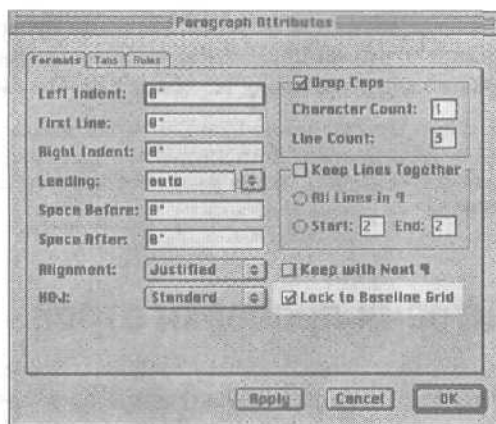 Paragraph Attributes
Formats Tabs Rules
Left Indent: 0"
First Line: 0"
Right Indent: 0"
Leading: auto
Space Before: 0"
Space After: 0"
Alignment: Justified
H&J: Standard
Drop Caps
Character Count: 1
Line Count: 3
Keep Lines Together
All Lines in ¶
Start: 2 End: 2
Keep with Next ¶
Lock to Baseline Grid
Apply Cancel OK